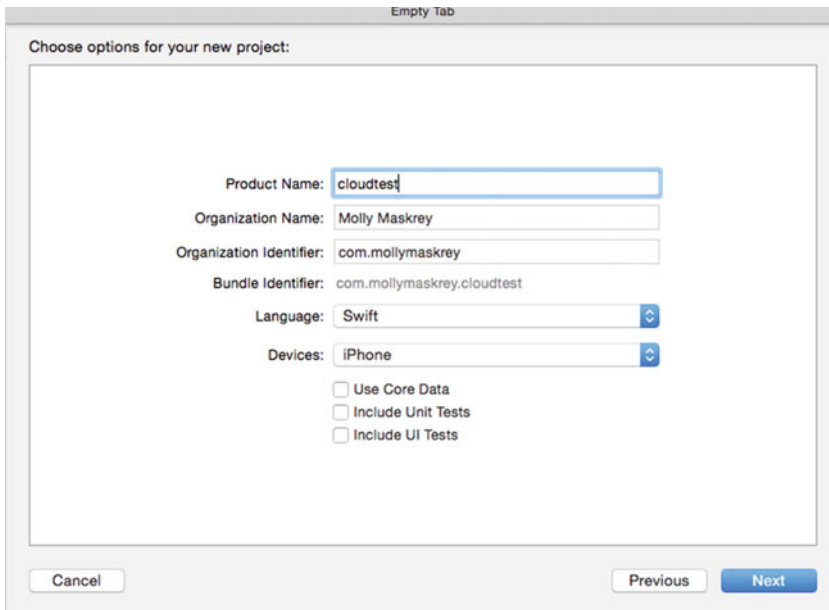 Empty Tab
Choose options for your new project:
Product Name: cloudtest
Organization Name: Molly Maskrey
Organization Identifier: com.mollymaskrey
Bundle Identifier: com.mollymaskrey.cloudtest
Language: Swift
Devices: iPhone
Use Core Data
Include Unit Tests
Include UI Tests
Cancel Previous Next